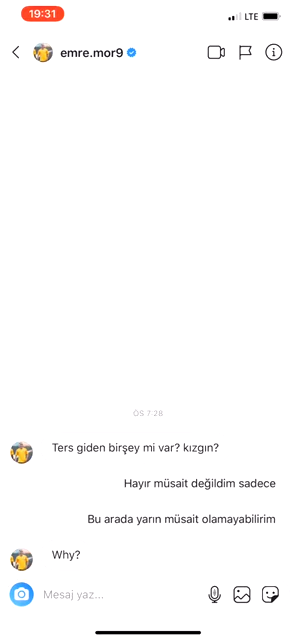 19:31
LTE
emre.mor9
ÖS 7:28
Ters giden birşey mi var? kızgın?
Hayır müsait değildim sadece
Bu arada yarın müsait olamayabilirim
Why?
Mesaj yaz...